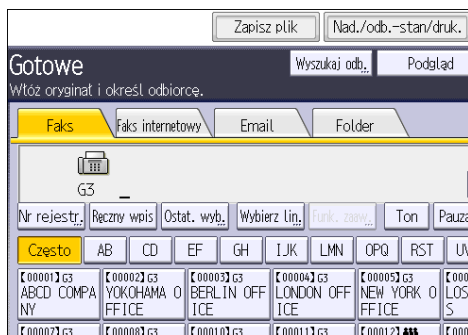 Zapisz plik Nad./odb.-stan/druk.
Gotowe Wyszukaj odb. Podgląd
Włóż oryginał i określ odbiorcę.
Faks Faks internetowy Email Folder
G3 _
Nr rejestr. Ręczny wpis Ostat. wyb. Wybierz lin. Funk. zaaw. Ton Pauza
Często AB CD EF GH IJK LMN OPQ RST UV
【00001】G3 【00002】G3 【00003】G3 【00004】G3 【00005】G3 【000
ABCD COMPA YOKOHAMA O BERLIN OFF LONDON OFF NEW YORK O LOS
NY FFICE ICE ICE FFICE S
【00007】G3 【00008】G3 【00010】G3 【00011】G3 【00012】